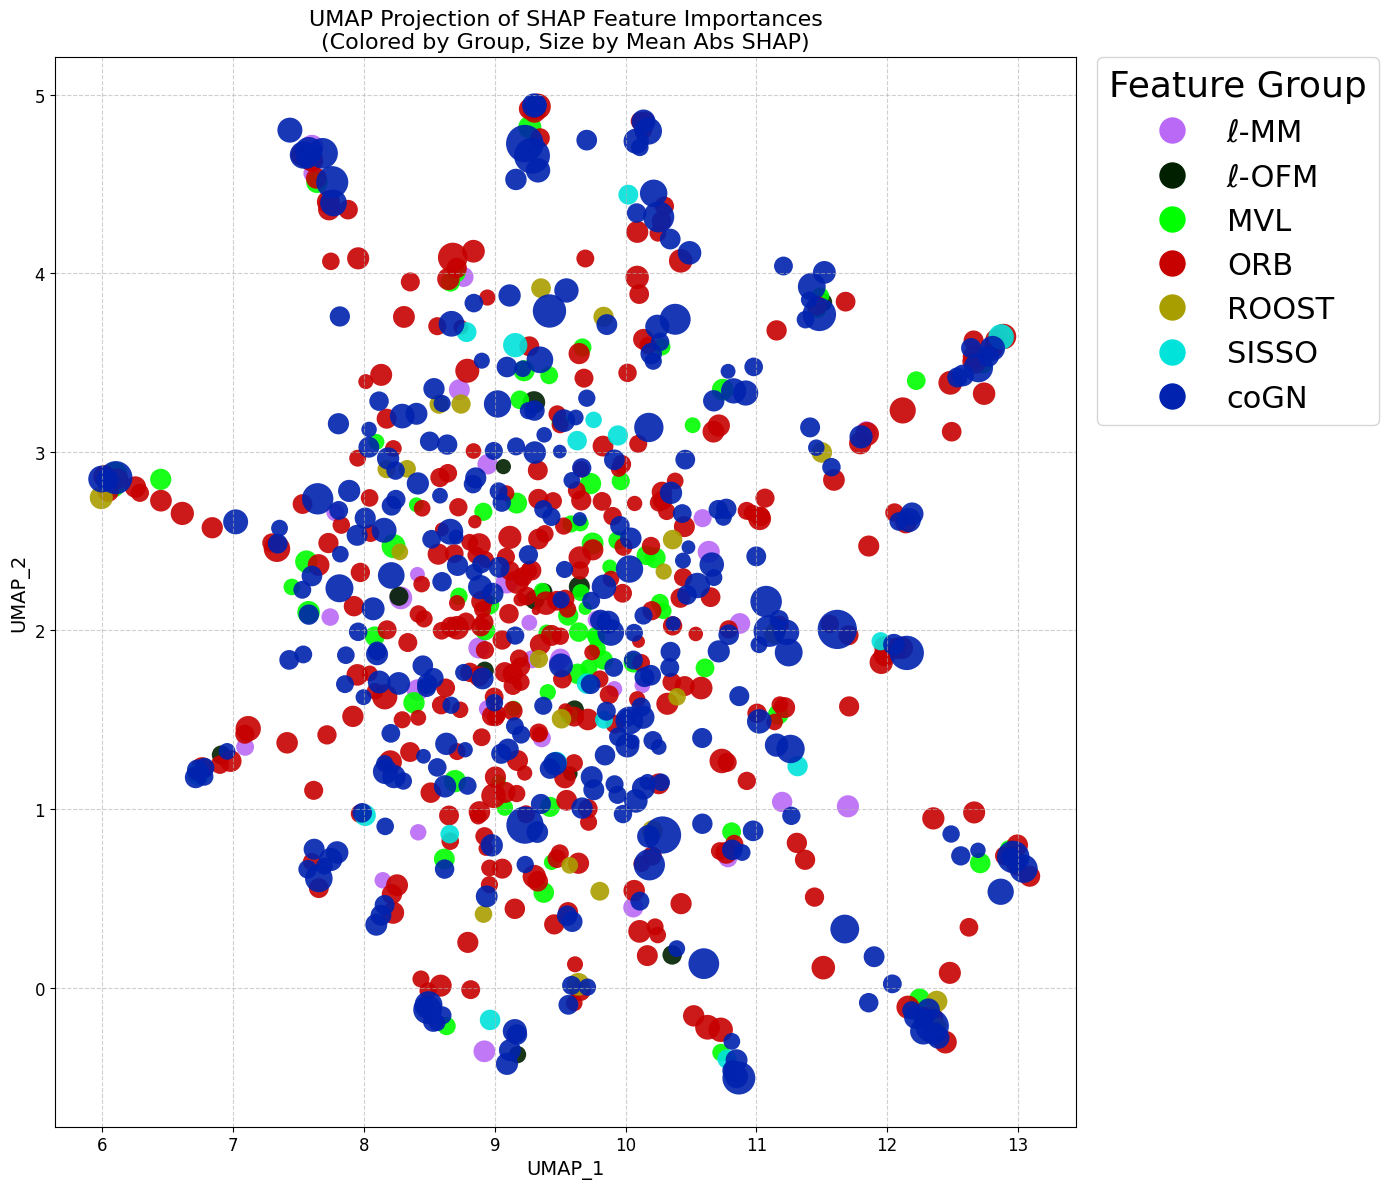 UMAP Projection of SHAP Feature Importances
(Colored by Group, Size by Mean Abs SHAP)
Feature Group
ℓ-MM
ℓ-OFM
MVL
ORB
ROOST
SISSO
coGN
UMAP_2
5
4
3
2
1
0
6 7 8 9 10 11 12 13
UMAP_1